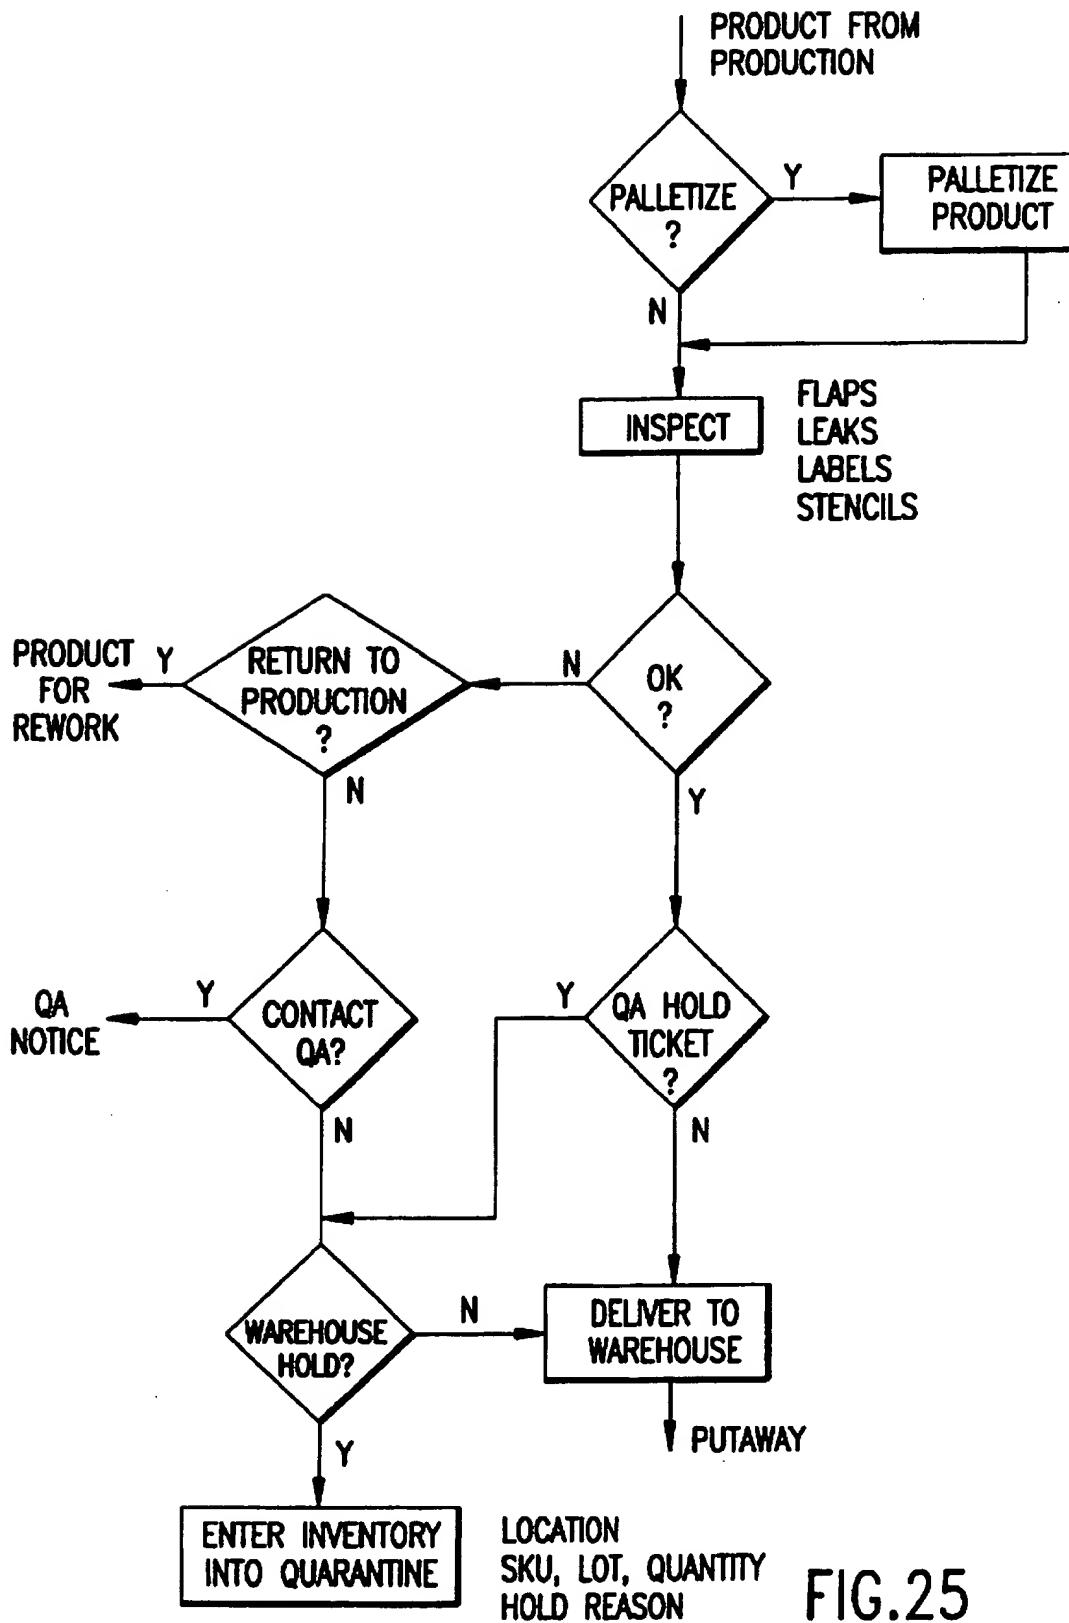 PRODUCT FROM
PRODUCTION
PALLETIZE
?
Y
PALLETIZE
PRODUCT
N
INSPECT
FLAPS
LEAKS
LABELS
STENCILS
OK
?
N
RETURN TO
PRODUCTION
?
Y
PRODUCT
FOR
REWORK
N
Y
CONTACT
QA?
Y
QA
NOTICE
N
QA HOLD
TICKET
?
Y
N
WAREHOUSE
HOLD?
N
DELIVER TO
WAREHOUSE
PUTAWAY
Y
ENTER INVENTORY
INTO QUARANTINE
LOCATION
SKU, LOT, QUANTITY
HOLD REASON
FIG.25